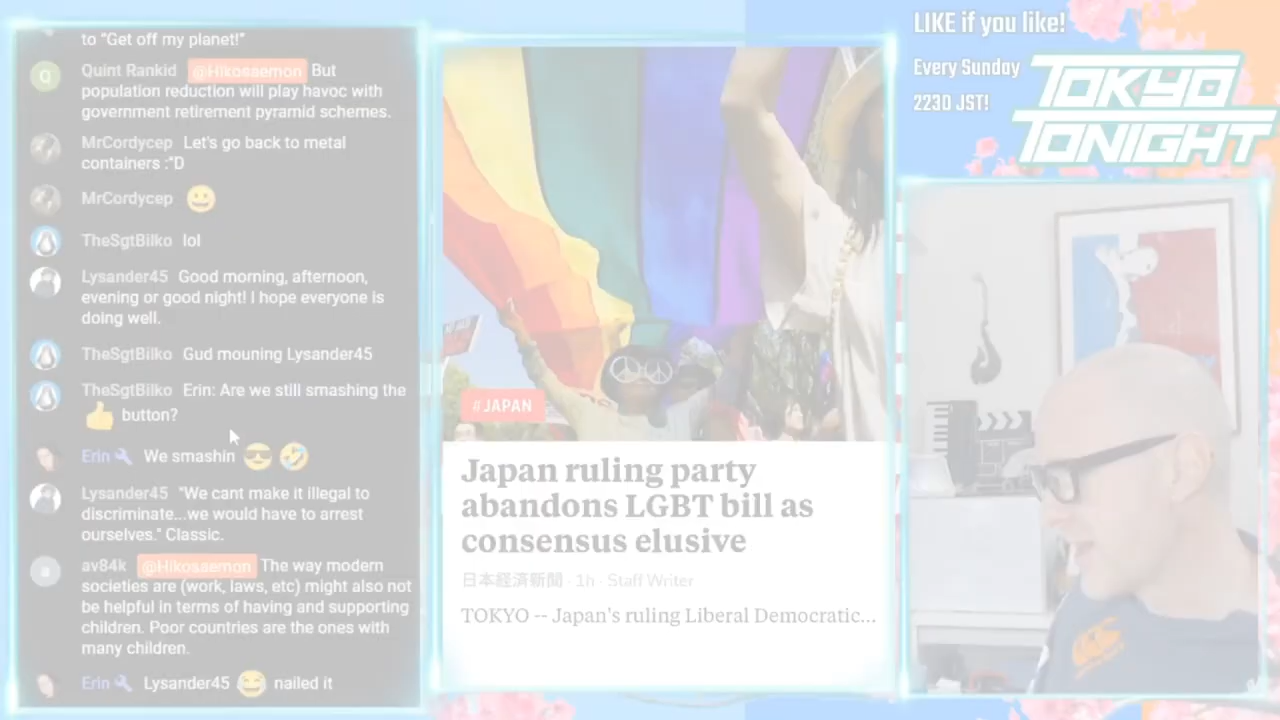 to “Get off my planet!”
Quint Rankid @Hikosaemon But
population reduction will play havoc with
government retirement pyramid schemes.
MrCordycep Let's go back to metal
containers :"D
MrCordycep 😀
TheSgtBilko lol
Lysander45 Good morning, afternoon,
evening or good night! I hope everyone is
doing well.
TheSgtBilko Gud mouning Lysander45
TheSgtBilko Erin: Are we still smashing the
👍 button?
Erin We smashin 😎 🤣
Lysander45 "We cant make it illegal to
discriminate...we would have to arrest
ourselves." Classic.
av84k @Hikosaemon The way modern
societies are (work, laws, etc) might also not
be helpful in terms of having and supporting
children. Poor countries are the ones with
many children.
Erin Lysander45 😂 nailed it
#JAPAN
Japan ruling party
abandons LGBT bill as
consensus elusive
日本経済新聞 · 1h · Staff Writer
TOKYO -- Japan's ruling Liberal Democratic...
LIKE if you like!
Every Sunday
2230 JST!
TOKYO
TONIGHT